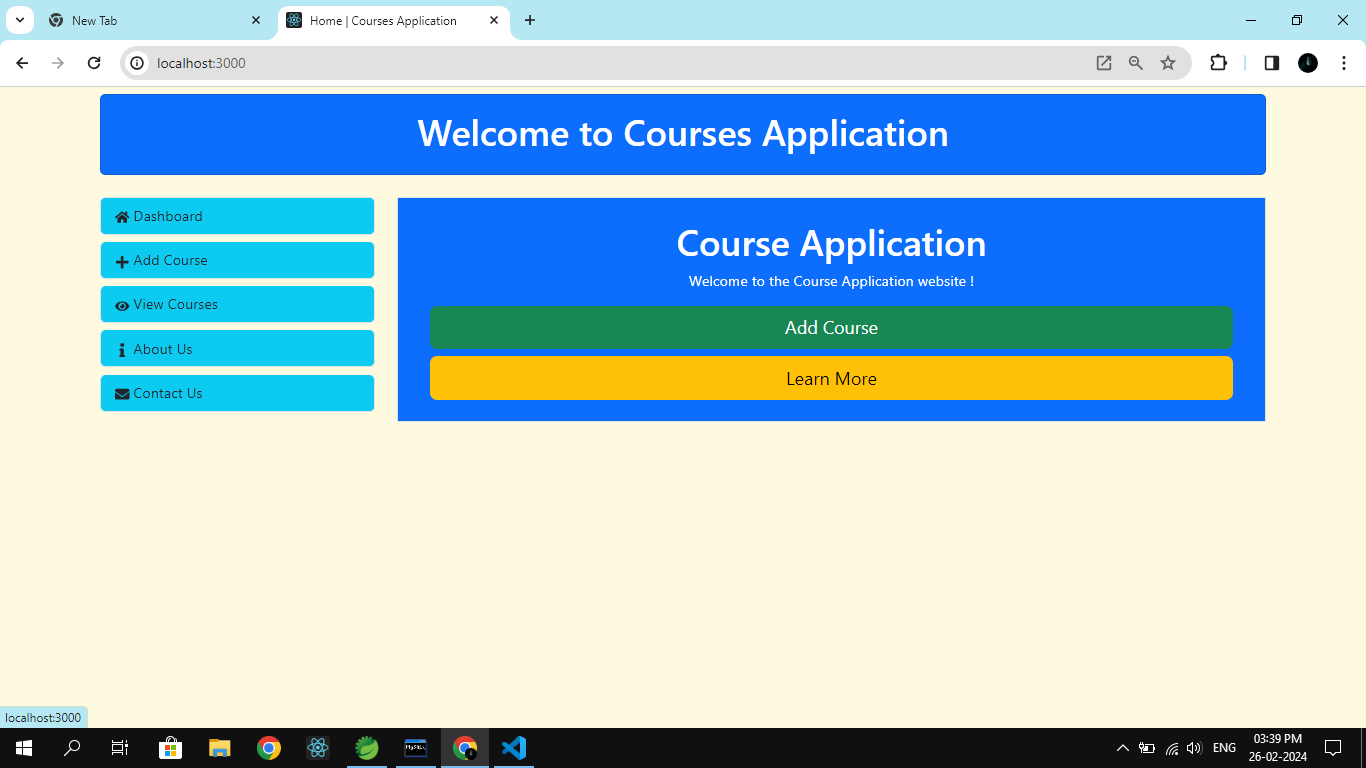 New Tab
Home | Courses Application
localhost:3000
Welcome to Courses Application
Dashboard
Add Course
View Courses
About Us
Contact Us
Course Application
Welcome to the Course Application website !
Add Course
Learn More
localhost:3000
MySQL
ENG
03:39 PM
26-02-2024